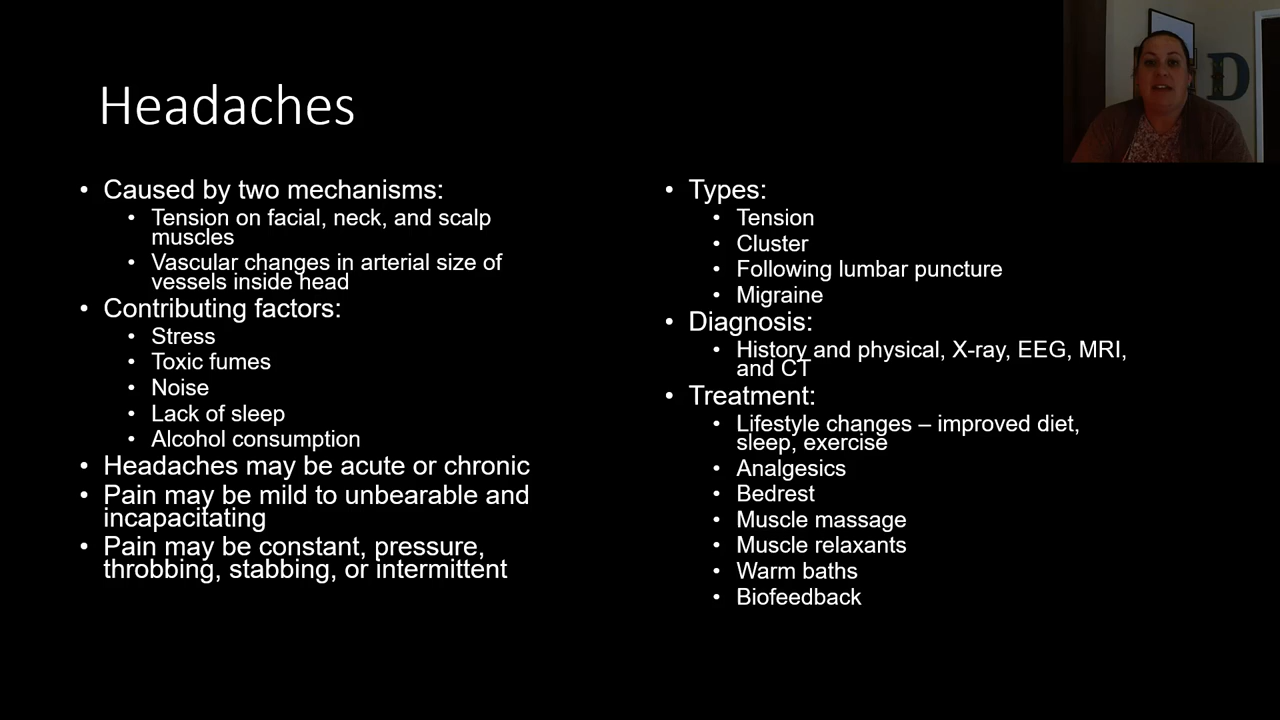 Headaches
• Caused by two mechanisms:
• Tension on facial, neck, and scalp
muscles
• Vascular changes in arterial size of
vessels inside head
• Contributing factors:
• Stress
• Toxic fumes
• Noise
• Lack of sleep
• Alcohol consumption
• Headaches may be acute or chronic
• Pain may be mild to unbearable and
incapacitating
• Pain may be constant, pressure,
throbbing, stabbing, or intermittent
• Types:
• Tension
• Cluster
• Following lumbar puncture
• Migraine
• Diagnosis:
• History and physical, X-ray, EEG, MRI,
and CT
• Treatment:
• Lifestyle changes – improved diet,
sleep, exercise
• Analgesics
• Bedrest
• Muscle massage
• Muscle relaxants
• Warm baths
• Biofeedback
D